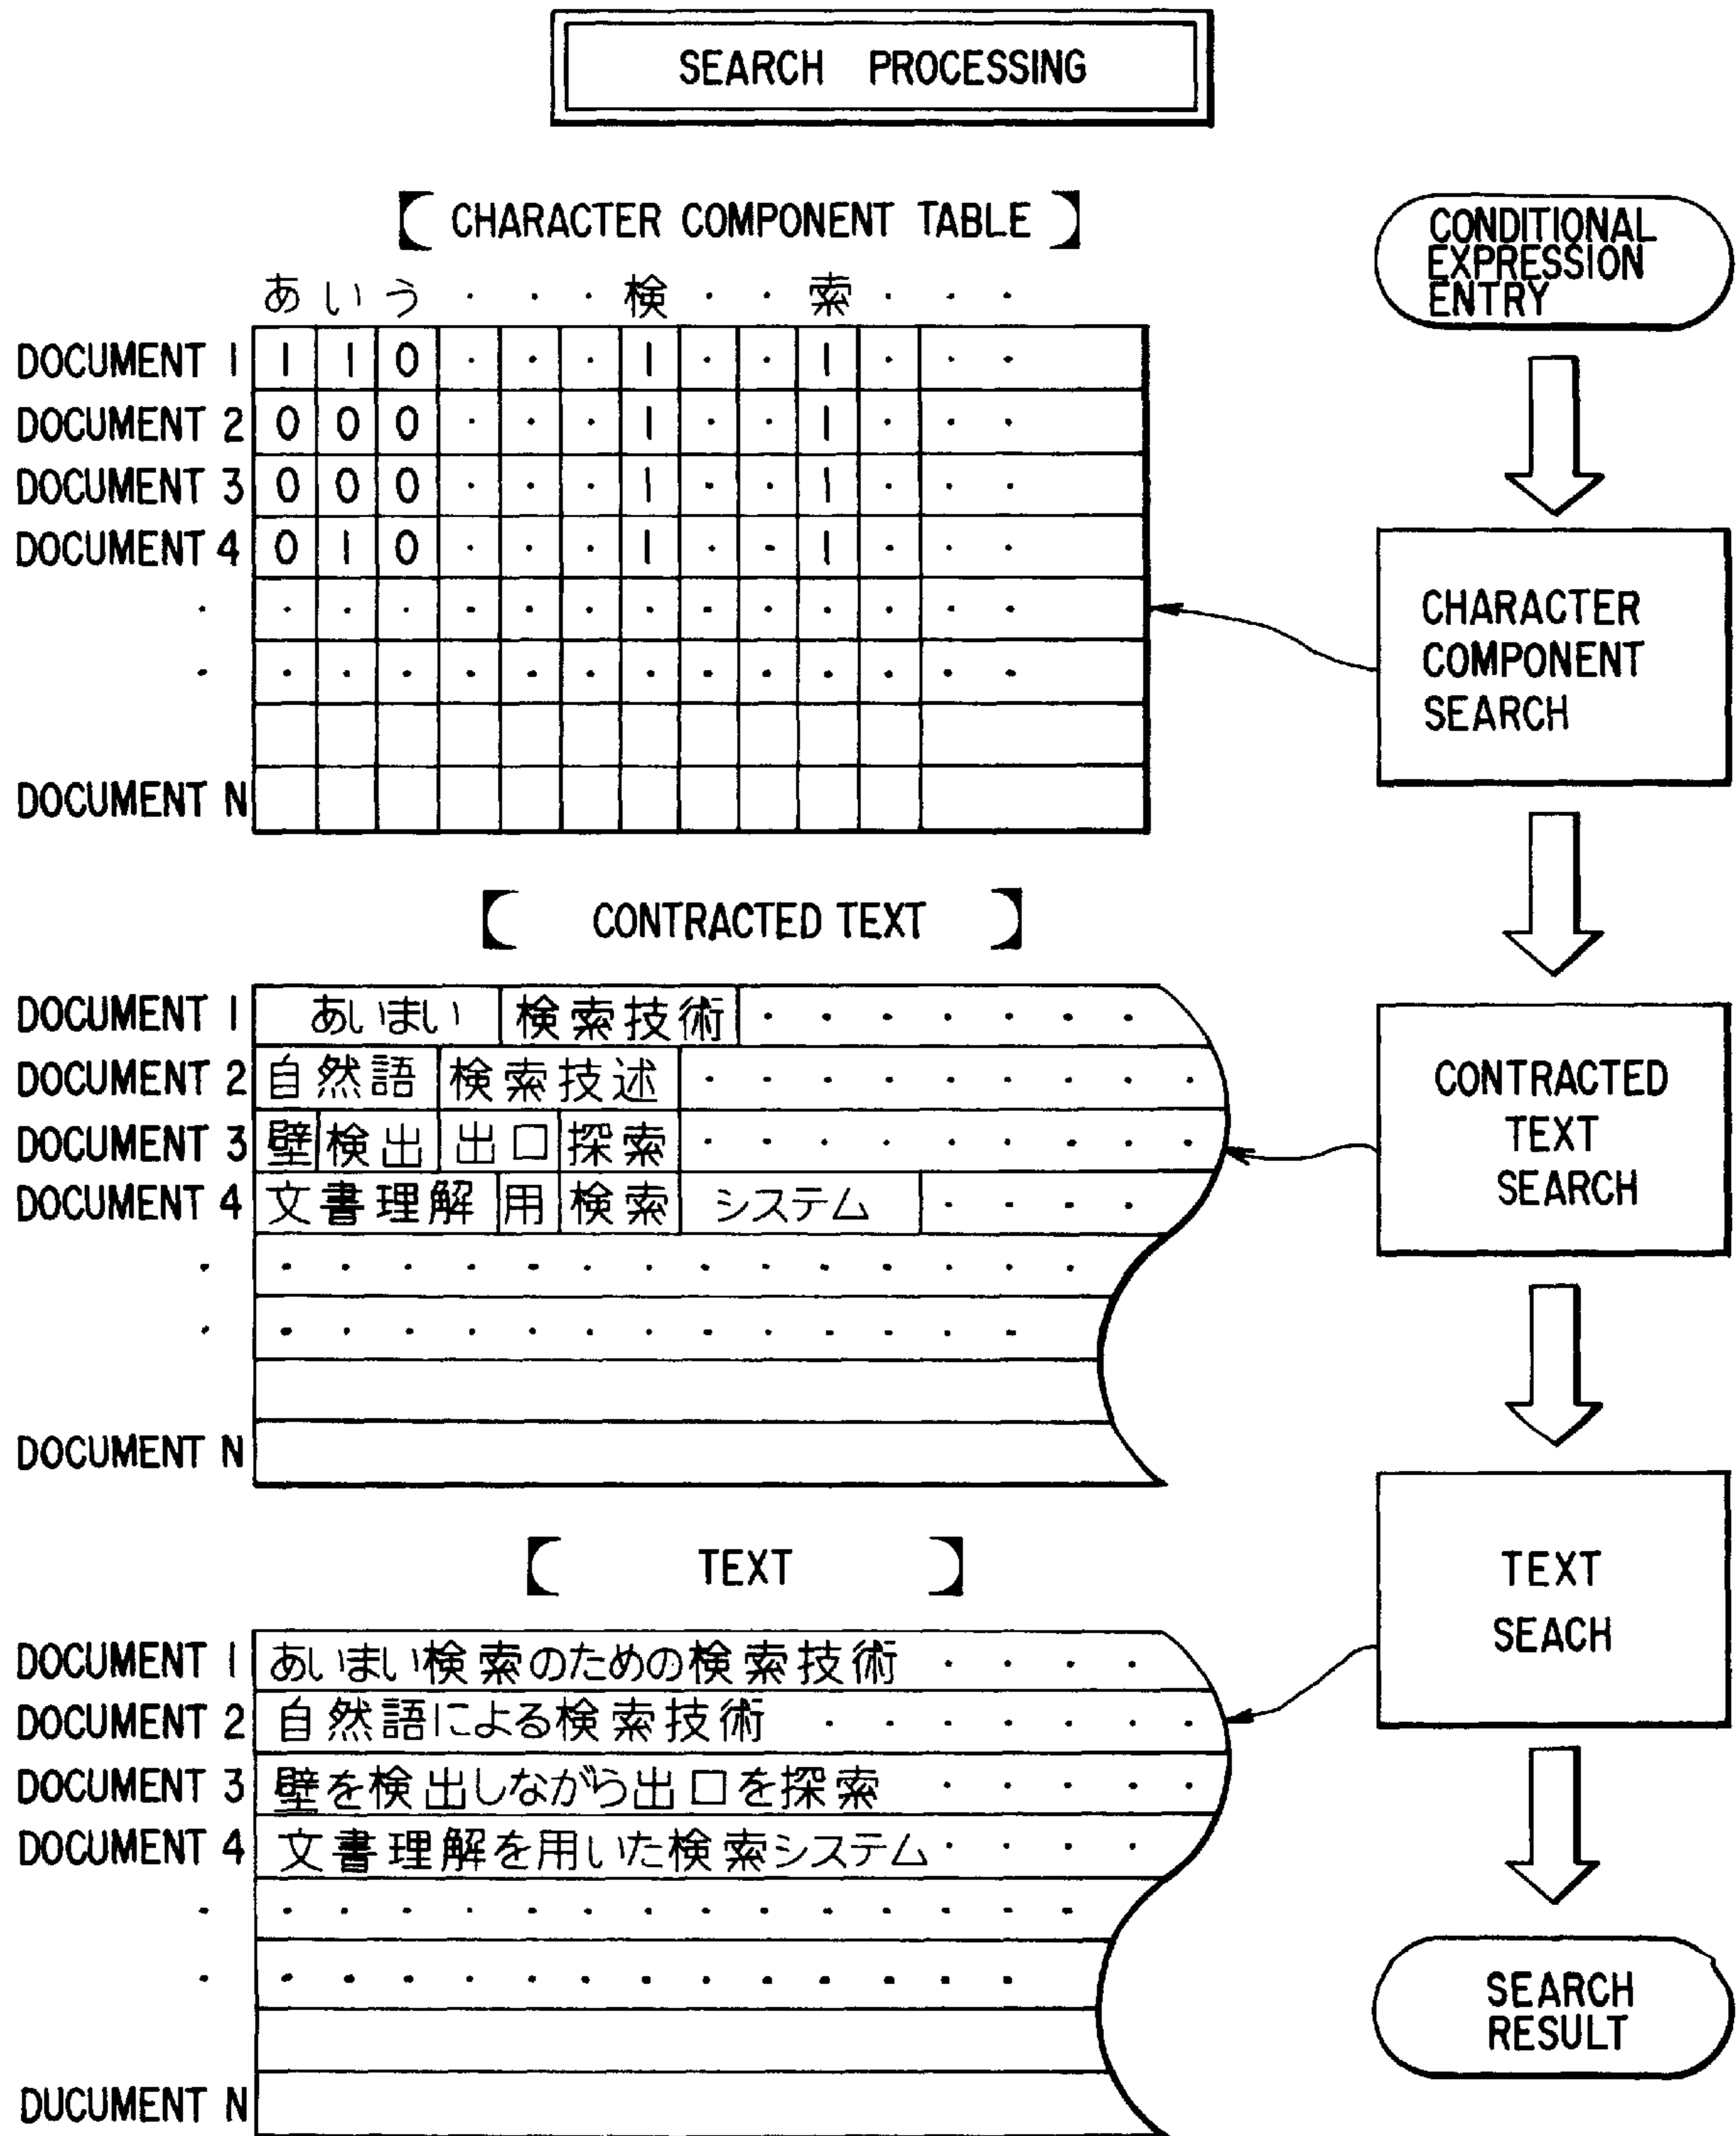 SEARCH PROCESSING
【 CHARACTER COMPONENT TABLE 】
あ い う · · · 検 · · 索 · · ·
DOCUMENT 1 1 1 0 · · · 1 · · 1 · · ·
DOCUMENT 2 0 0 0 · · · 1 · · 1 · · ·
DOCUMENT 3 0 0 0 · · · 1 · · 1 · · ·
DOCUMENT 4 0 1 0 · · · 1 · · 1 · · ·
· · · · · · · · · · · · · ·
· · · · · · · · · · · · · ·
DOCUMENT N
【 CONTRACTED TEXT 】
DOCUMENT 1 あいまい 検索技術 · · · · · · ·
DOCUMENT 2 自然語 検索技述 · · · · · · · · ·
DOCUMENT 3 壁 検出 出口 探索 · · · · · · · · ·
DOCUMENT 4 文書理解 用 検索 システム · · · ·
· · · · · · · · · · · · · · ·
· · · · · · · · · · · · · ·
DOCUMENT N
【 TEXT 】
DOCUMENT 1 あいまい検索のための検索技術 · · · ·
DOCUMENT 2 自然語による検索技術 · · · · · · ·
DOCUMENT 3 壁を検出しながら出口を探索 · · · · ·
DOCUMENT 4 文書理解を用いた検索システム · · · ·
· · · · · · · · · · · · · · ·
· · · · · · · · · · · · · ·
DUCUMENT N
CONDITIONAL
EXPRESSION
ENTRY
CHARACTER
COMPONENT
SEARCH
CONTRACTED
TEXT
SEARCH
TEXT
SEACH
SEARCH
RESULT